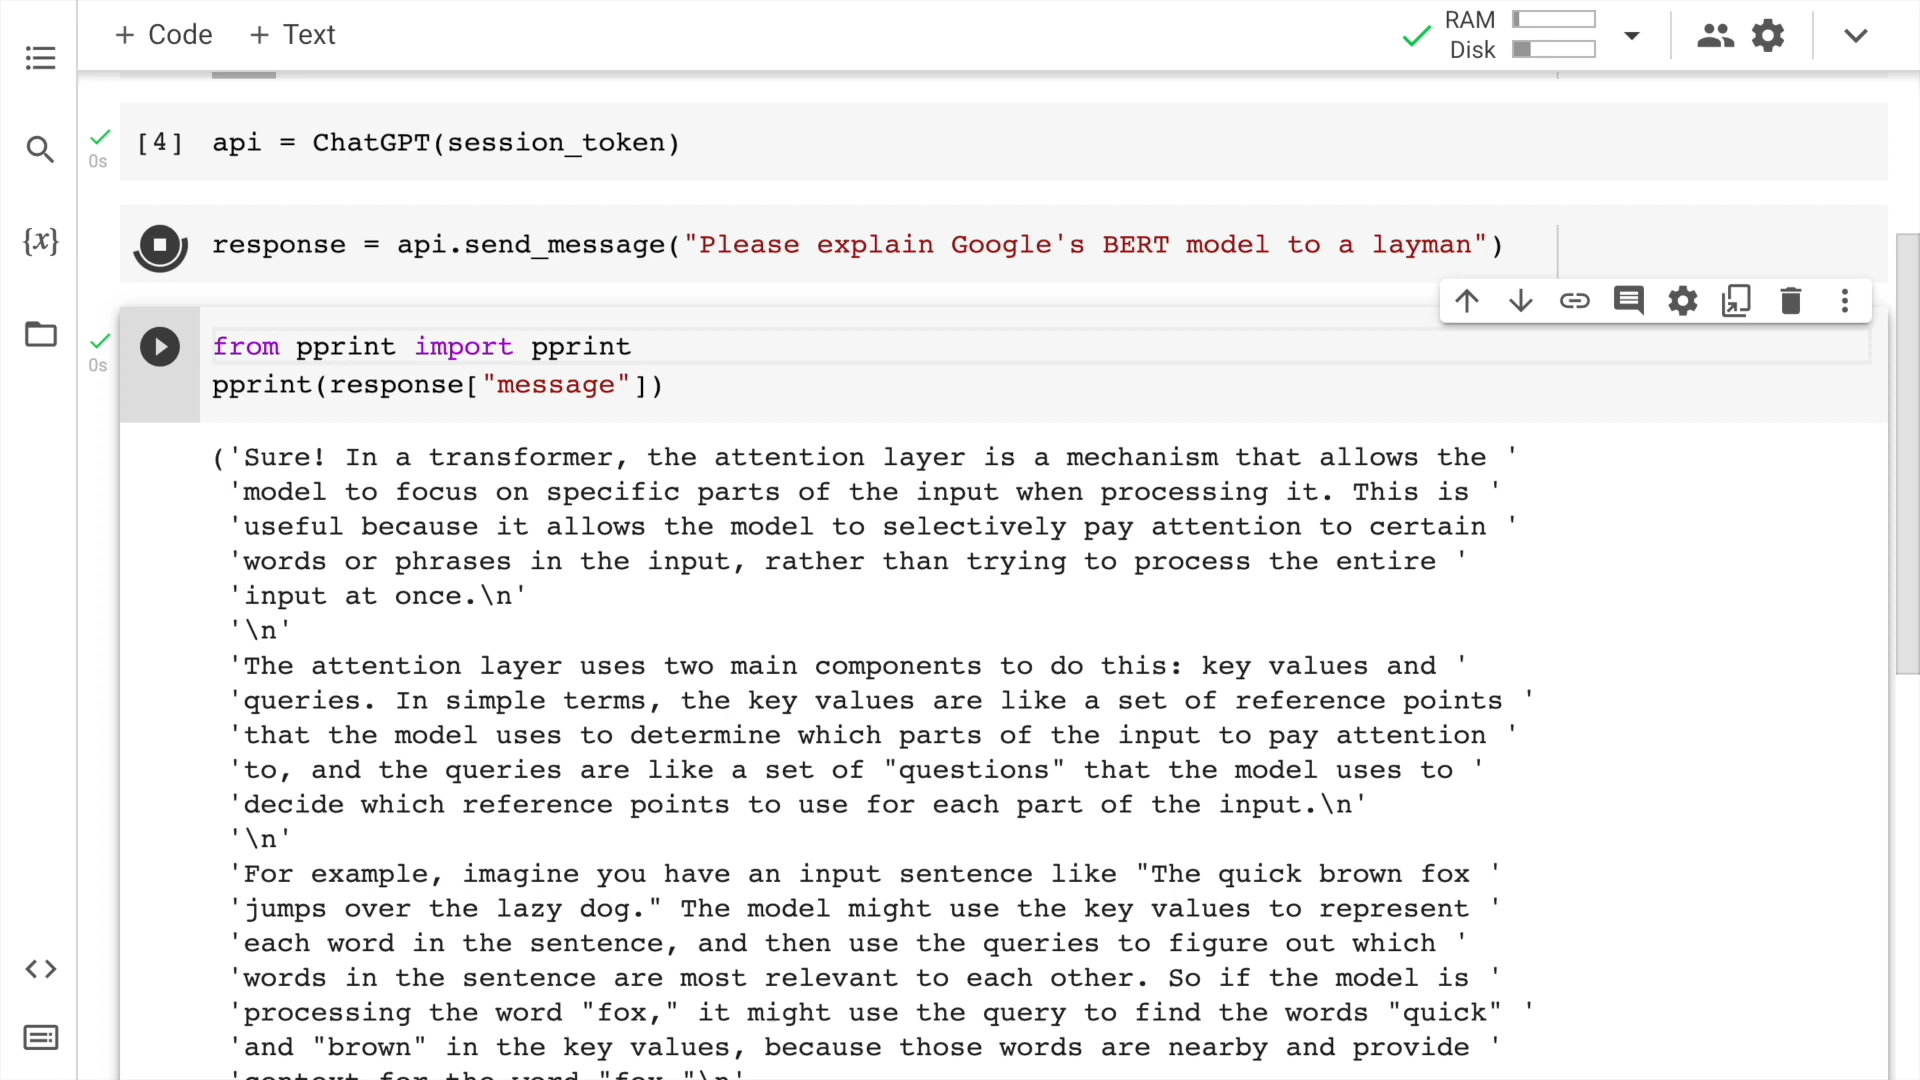 + Code + Text
RAM
Disk
{x}
0s
[4] api = ChatGPT(session_token)
response = api.send_message("Please explain Google's BERT model to a layman")
0s
from pprint import pprint
pprint(response["message"])
('Sure! In a transformer, the attention layer is a mechanism that allows the '
'model to focus on specific parts of the input when processing it. This is '
'useful because it allows the model to selectively pay attention to certain '
'words or phrases in the input, rather than trying to process the entire '
'input at once.\n'
'\n'
'The attention layer uses two main components to do this: key values and '
'queries. In simple terms, the key values are like a set of reference points '
'that the model uses to determine which parts of the input to pay attention '
'to, and the queries are like a set of "questions" that the model uses to '
'decide which reference points to use for each part of the input.\n'
'\n'
'For example, imagine you have an input sentence like "The quick brown fox '
'jumps over the lazy dog." The model might use the key values to represent '
'each word in the sentence, and then use the queries to figure out which '
'words in the sentence are most relevant to each other. So if the model is '
'processing the word "fox," it might use the query to find the words "quick" '
'and "brown" in the key values, because those words are nearby and provide '
'context for the word "fox."\n'